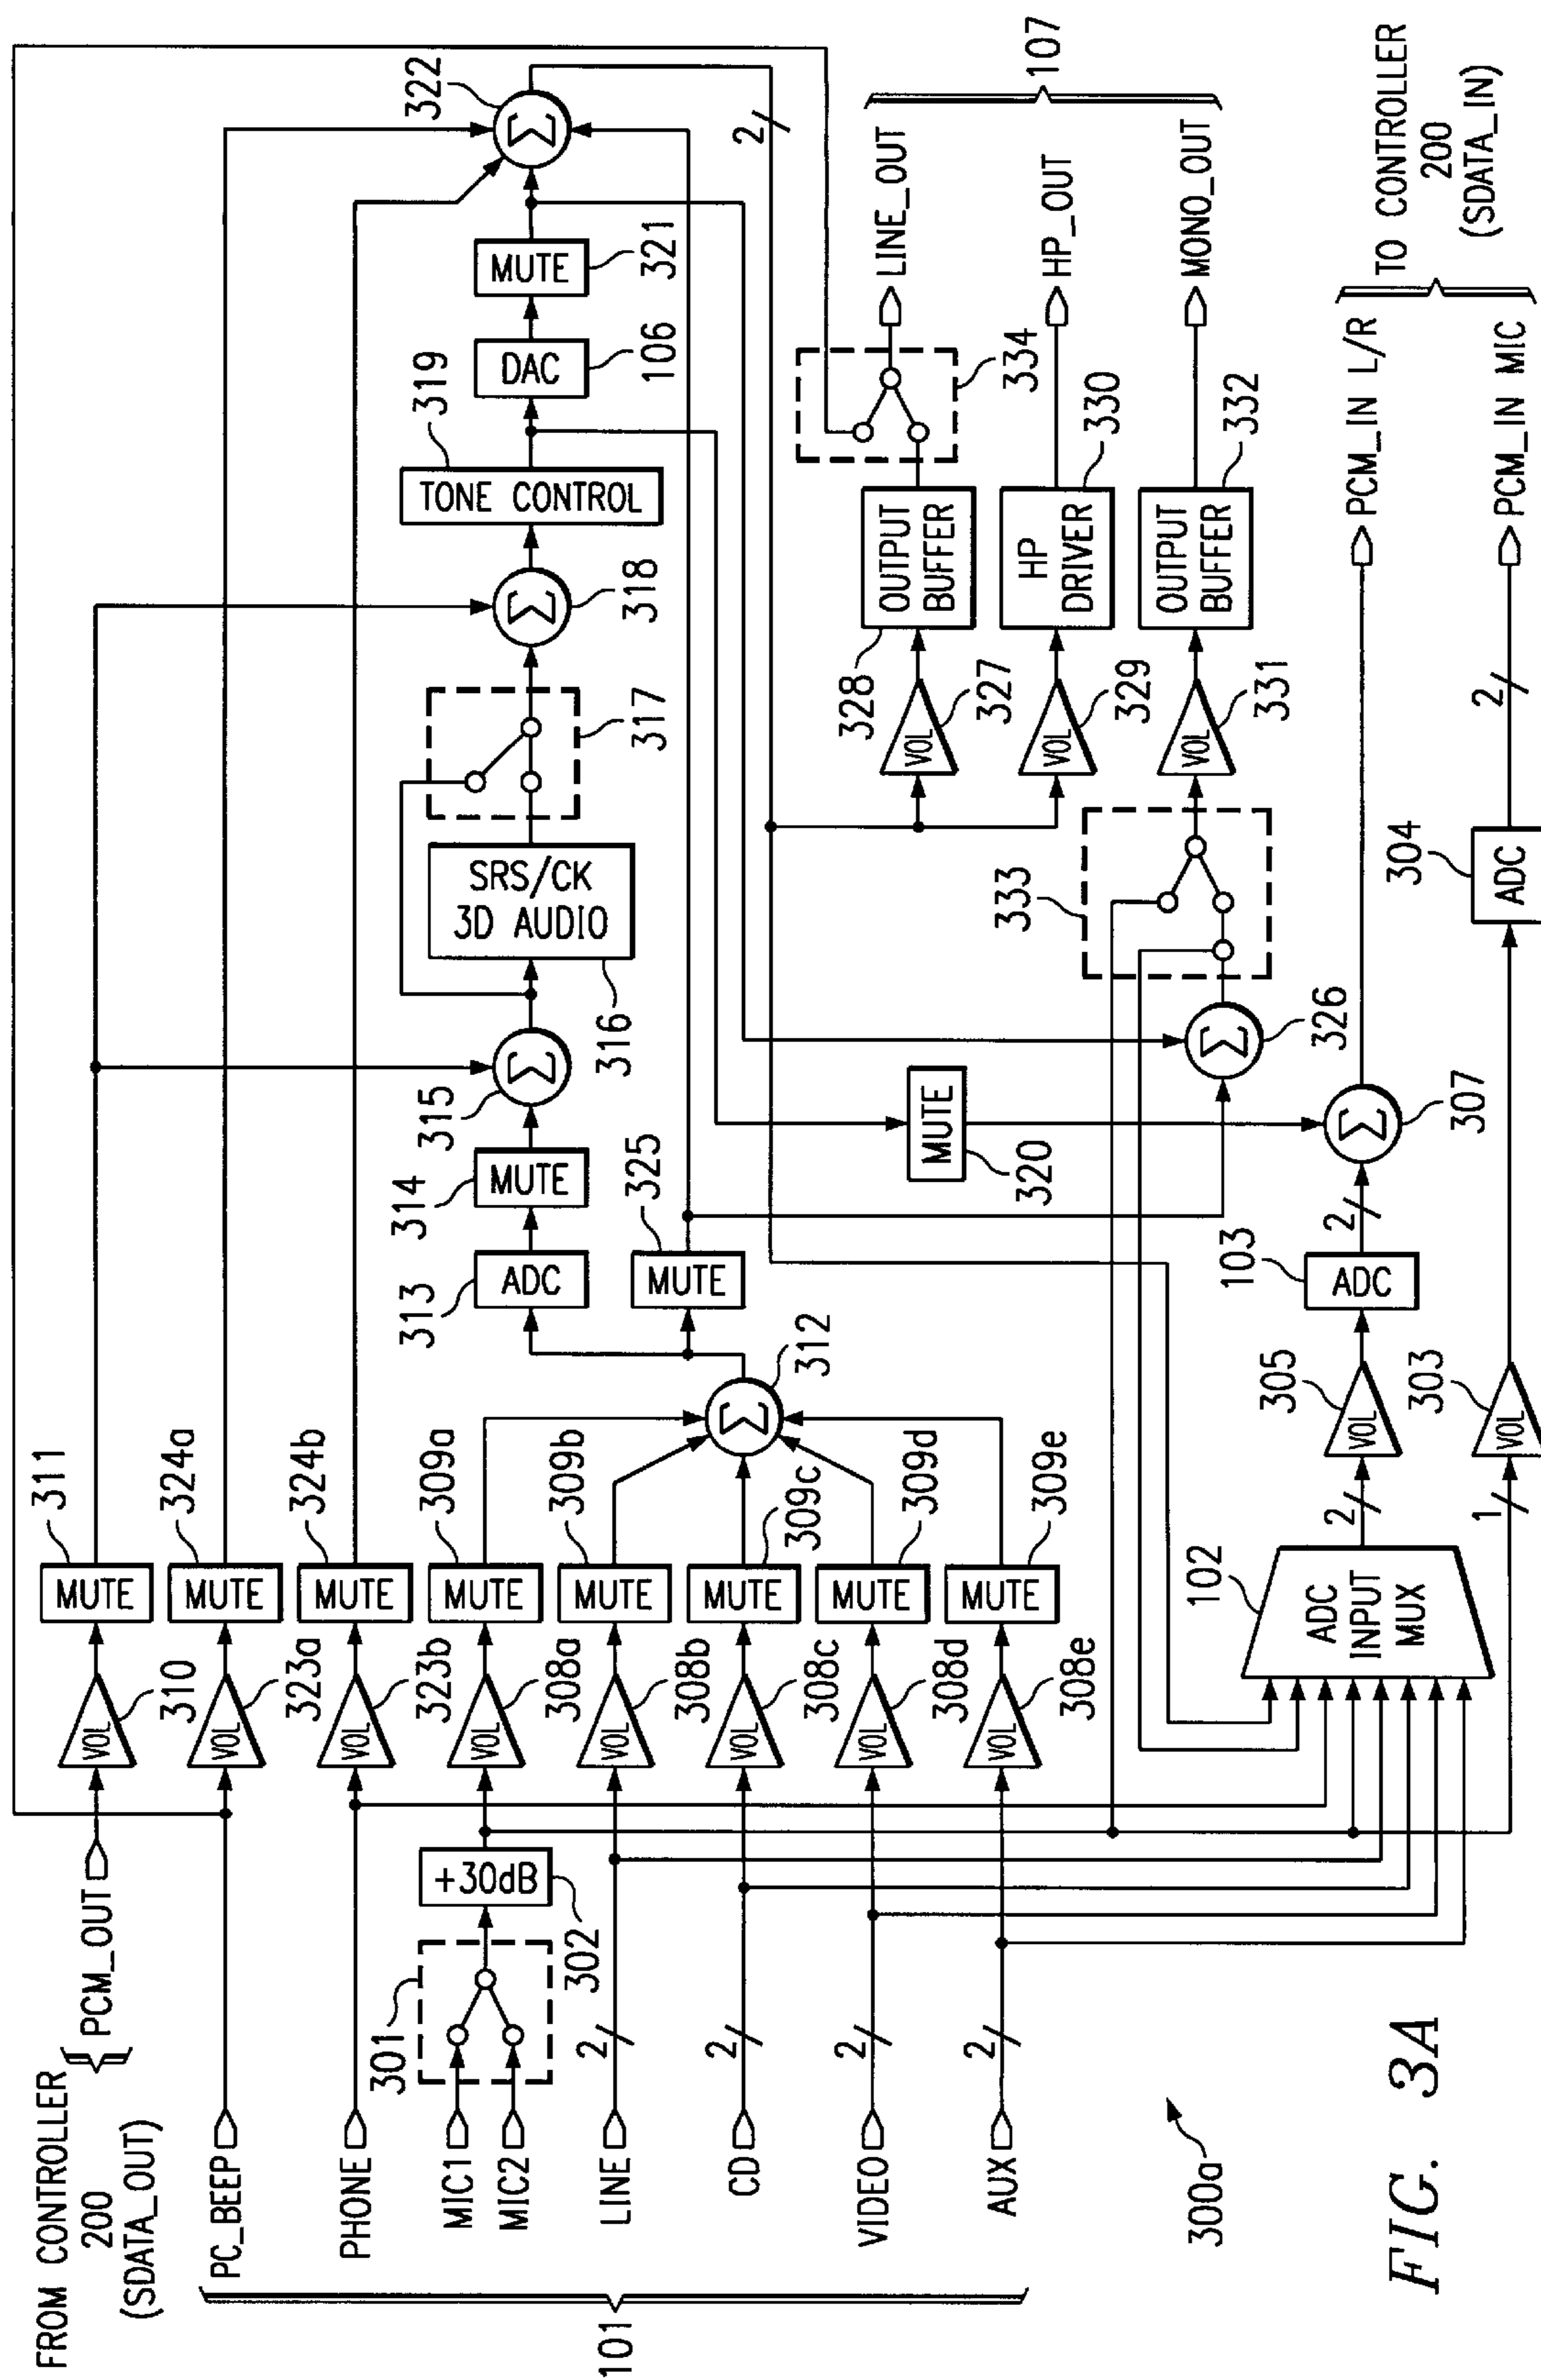 FROM CONTROLLER
200
(SDATA_OUT)
PCM_OUT
PC_BEEP
PHONE
MIC1
MIC2
LINE
CD
VIDEO
AUX
101
301
+30dB
302
2
2
2
2
VOL
310
MUTE
311
VOL
323a
MUTE
324a
VOL
323b
MUTE
324b
VOL
308a
MUTE
309a
VOL
308b
MUTE
309b
VOL
308c
MUTE
309c
VOL
308d
MUTE
309d
VOL
308e
MUTE
309e
Σ
312
ADC
313
MUTE
314
MUTE
325
Σ
315
SRS/CK
3D AUDIO
316
317
Σ
318
TONE CONTROL
319
DAC
106
MUTE
321
Σ
322
2
MUTE
320
Σ
326
333
VOL
327
OUTPUT
BUFFER
328
334
LINE_OUT
VOL
329
HP
DRIVER
330
HP_OUT
VOL
331
OUTPUT
BUFFER
332
MONO_OUT
107
ADC
INPUT
MUX
102
2
VOL
305
ADC
103
2
Σ
307
PCM_IN L/R
1
VOL
303
ADC
304
2
PCM_IN MIC
TO CONTROLLER
200
(SDATA_IN)
300a
FIG. 3A